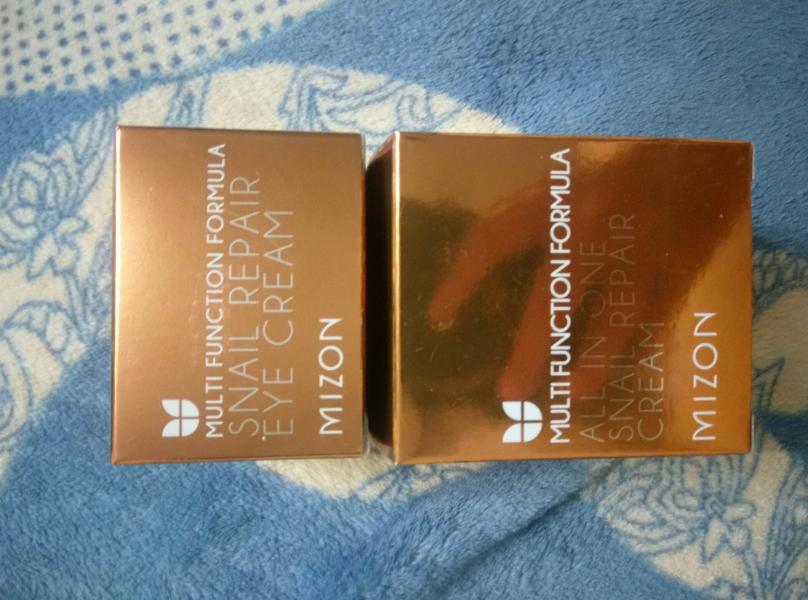 MULTI FUNCTION FORMULA
SNAIL REPAIR
EYE CREAM
MIZON
MULTI FUNCTION FORMULA
ALL IN ONE
SNAIL REPAIR
CREAM
MIZON